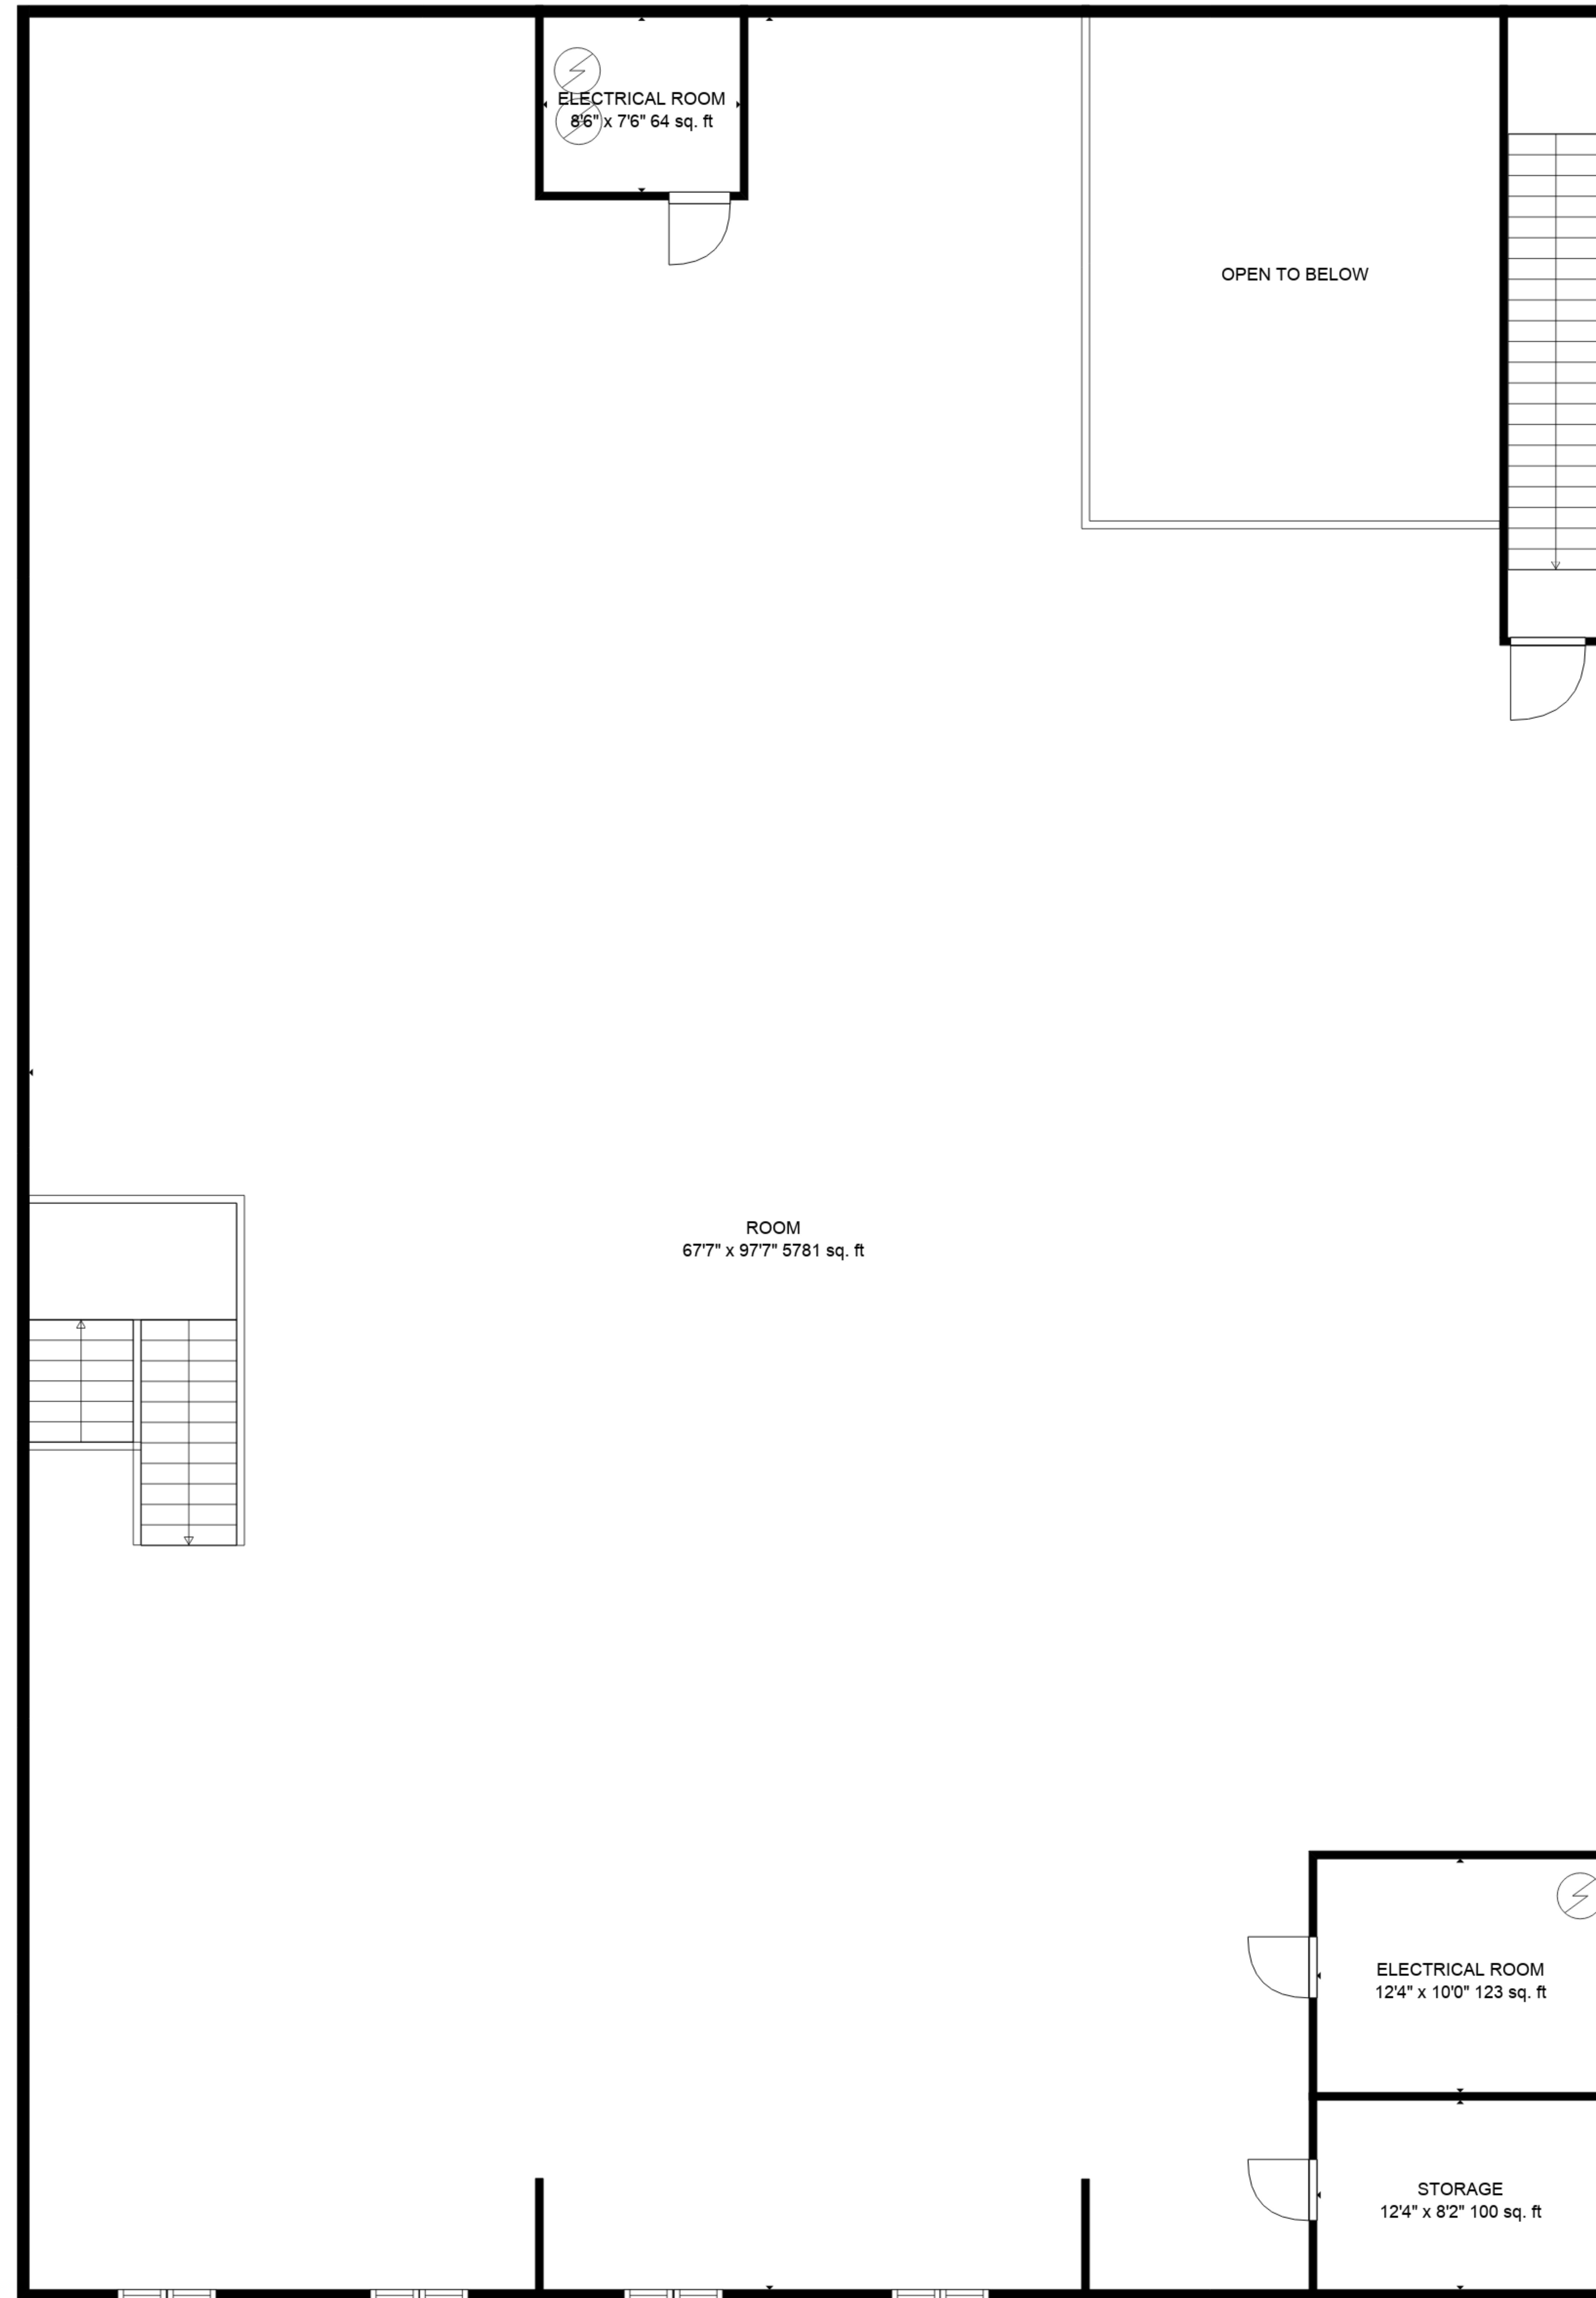 ELECTRICAL ROOM
8'6" x 7'6" 64 sq. ft
OPEN TO BELOW
ROOM
67'7" x 97'7" 5781 sq. ft
ELECTRICAL ROOM
12'4" x 10'0" 123 sq. ft
STORAGE
12'4" x 8'2" 100 sq. ft